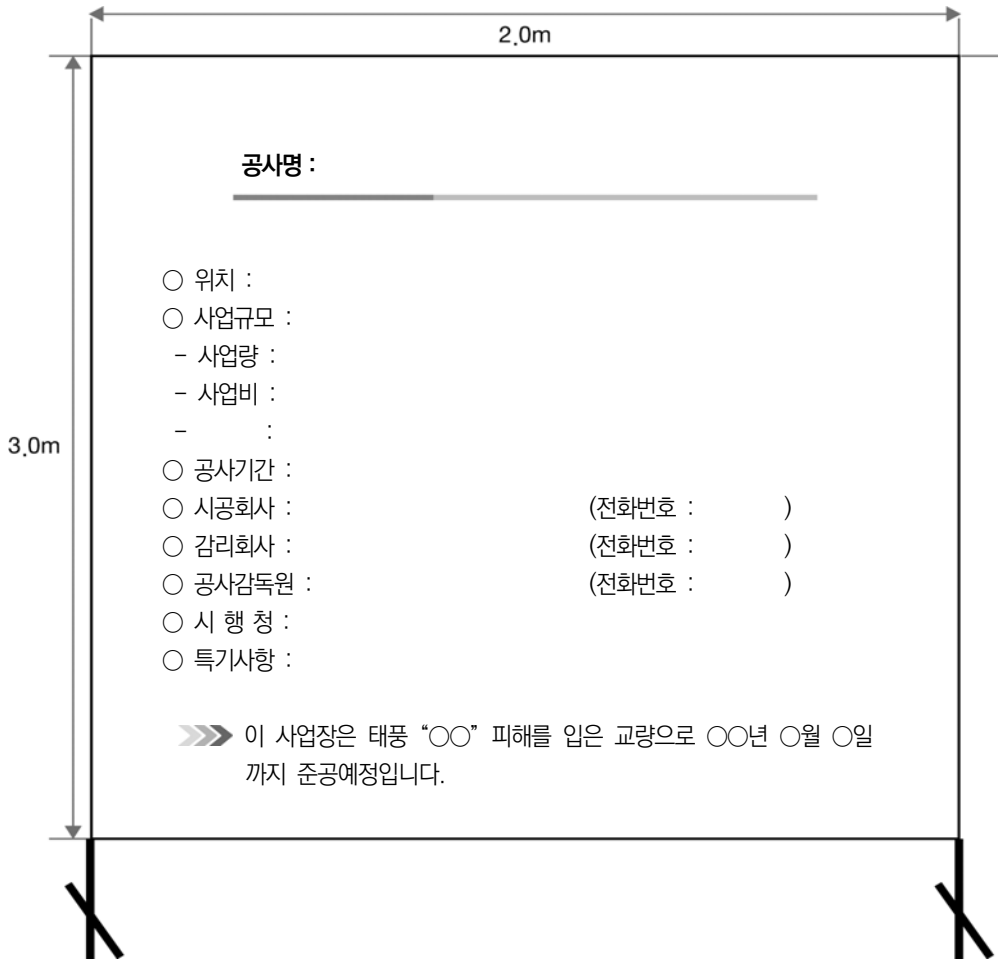 2.0m
공사명 :
○ 위치 :
○ 사업규모 :
- 사업량 :
- 사업비 :
- :
3.0m
○ 공사기간 :
○ 시공회사 : (전화번호 : )
○ 감리회사 : (전화번호 : )
○ 공사감독원 : (전화번호 : )
○ 시 행 청 :
○ 특기사항 :
이 사업장은 태풍 “○○” 피해를 입은 교량으로 ○○년 ○월 ○일
까지 준공예정입니다.